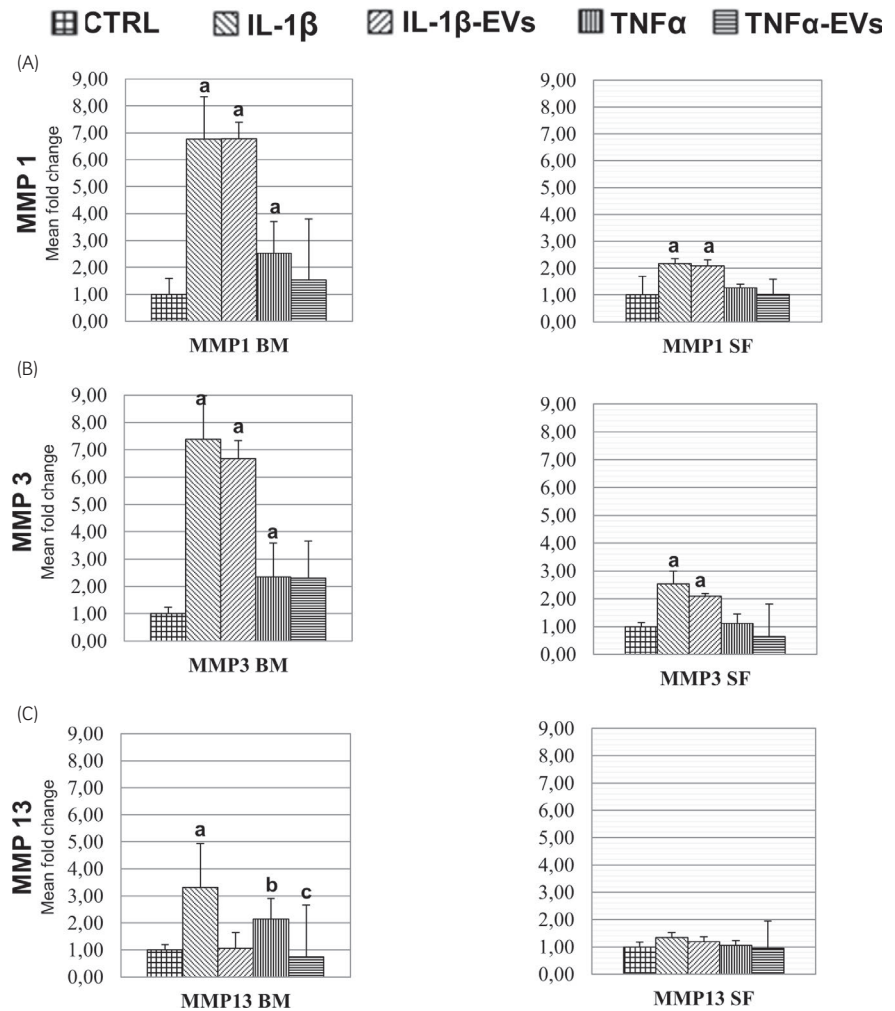 CTRL IL-1β IL-1β-EVs TNFα TNFα-EVs
(A)
MMP 1
Mean fold change
9,00
8,00
7,00
6,00
5,00
4,00
3,00
2,00
1,00
0,00
a a a
MMP1 BM
9,00
8,00
7,00
6,00
5,00
4,00
3,00
2,00
1,00
0,00
a a
MMP1 SF
(B)
MMP 3
Mean fold change
9,00
8,00
7,00
6,00
5,00
4,00
3,00
2,00
1,00
0,00
a a a
MMP3 BM
9,00
8,00
7,00
6,00
5,00
4,00
3,00
2,00
1,00
0,00
a a
MMP3 SF
(C)
MMP 13
Mean fold change
9,00
8,00
7,00
6,00
5,00
4,00
3,00
2,00
1,00
0,00
a b c
MMP13 BM
9,00
8,00
7,00
6,00
5,00
4,00
3,00
2,00
1,00
0,00
MMP13 SF